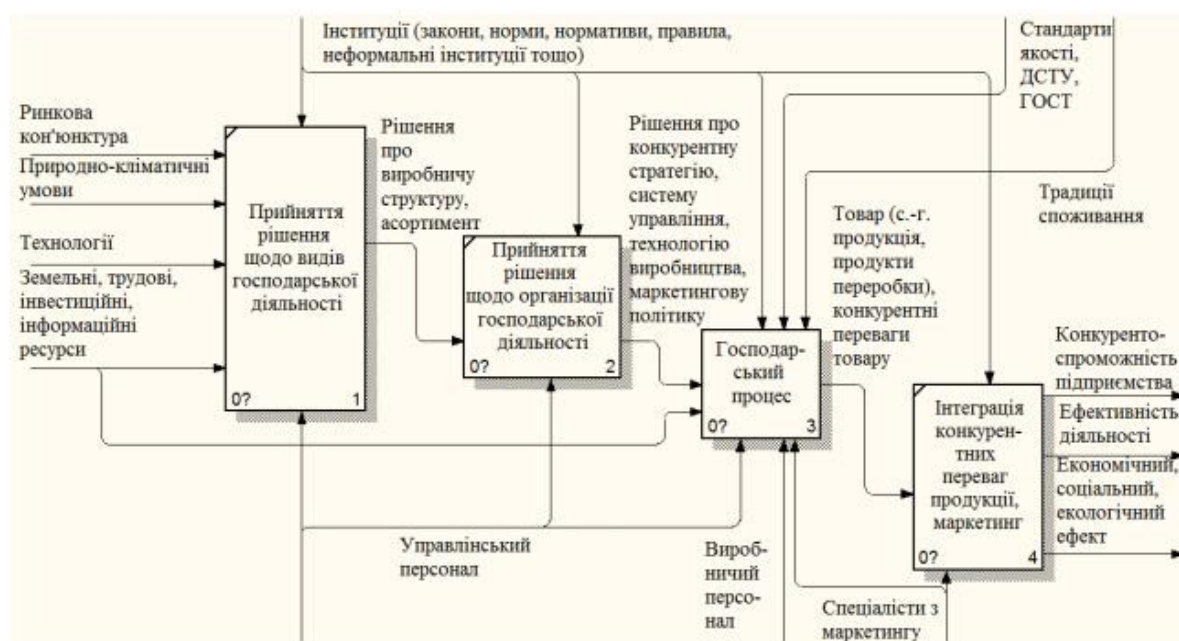 Інституції (закони, норми, нормативи, правила,
неформальні інституції тощо)
Стандарти
якості,
ДСТУ,
ГОСТ
Ринкова
кон'юнктура
Природно-кліматичні
умови
Технології
Земельні, трудові,
інвестиційні,
інформаційні
ресурси
Прийняття
рішення
щодо видів
господарської
діяльності
0?
1
Рішення
про
виробничу
структуру,
асортимент
Прийняття
рішення
щодо організації
господарської
діяльності
0?
2
Рішення про
конкурентну
стратегію,
систему
управління,
технологію
виробництва,
маркетингову
політику
Традиції
споживання
Господар-
ський
процес
0?
3
Товар (с.-г.
продукція,
продукти
переробки),
конкурентні
переваги
товару
Інтеграція
конкурен-
тних
переваг
продукції,
маркетинг
0?
4
Конкуренто-
спроможність
підприємства
Ефективність
діяльності
Економічний,
соціальний,
екологічний
ефект
Управлінський
персонал
Вироб-
ничий
персо-
нал
Спеціалісти з
маркетингу